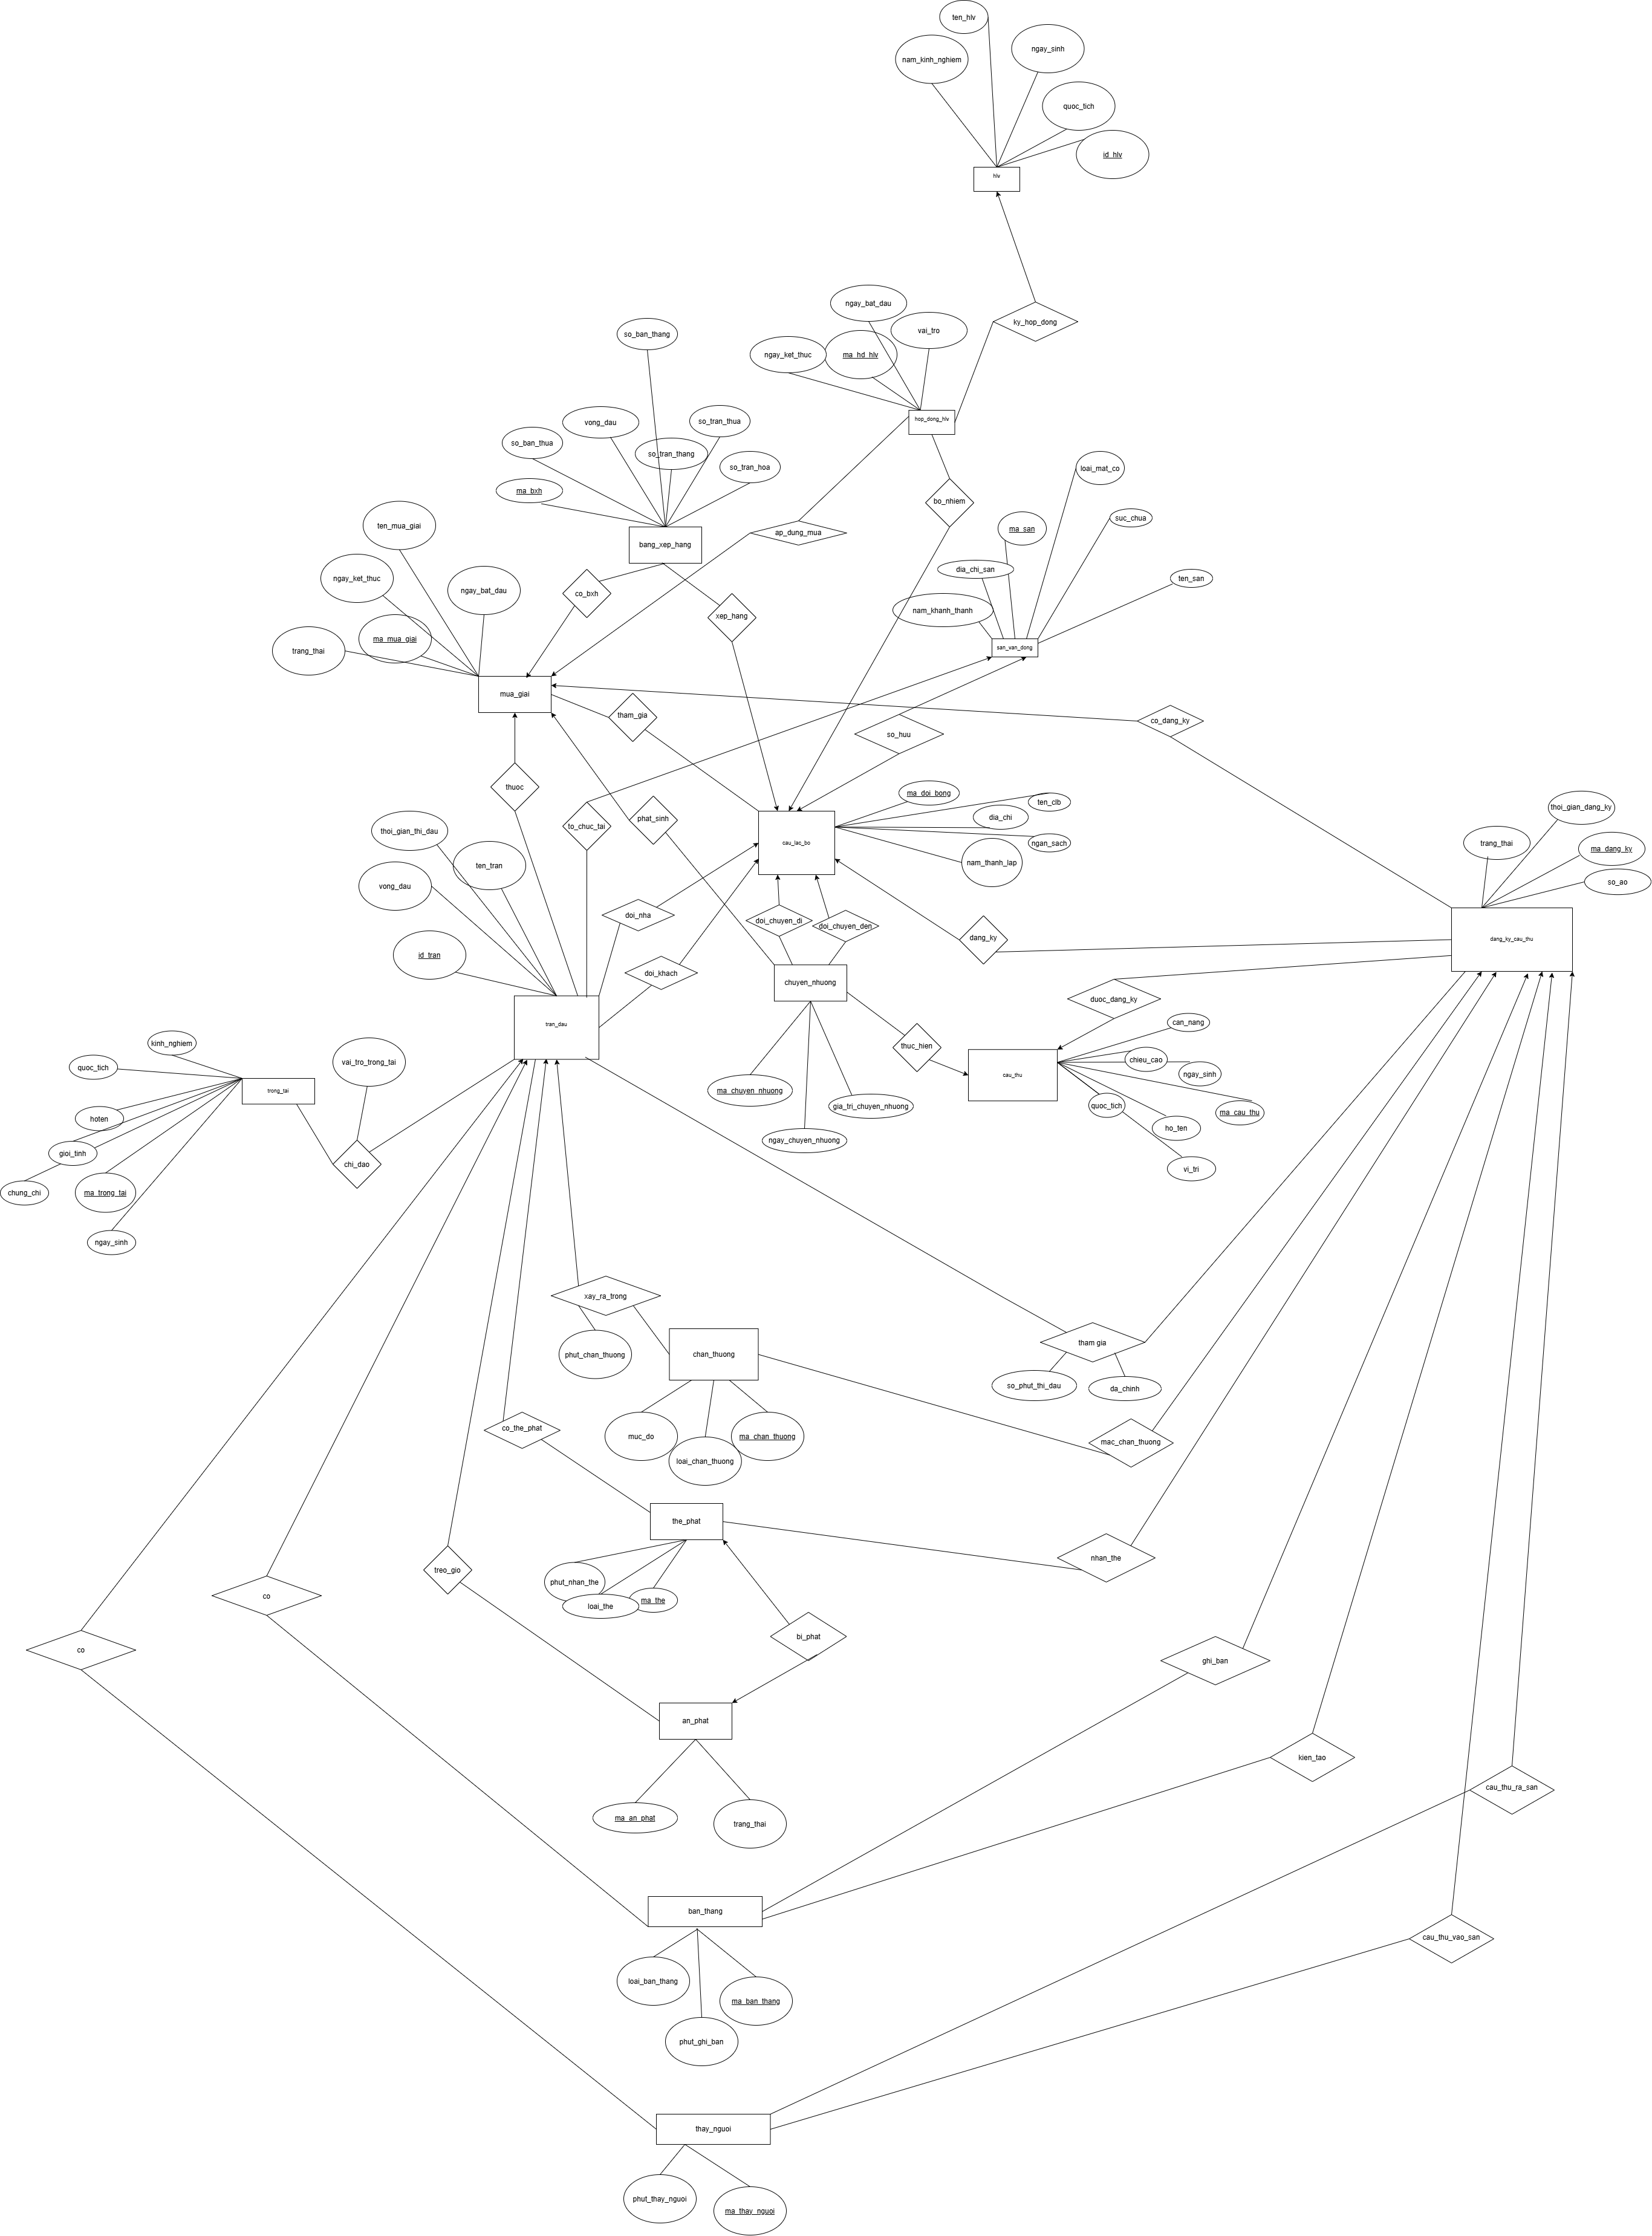 ten_hlv
ngay_sinh
nam_kinh_nghiem
quoc_tich
id_hlv
hlv
ky_hop_dong
ngay_bat_dau
vai_tro
ngay_ket_thuc
ma_hd_hlv
hop_dong_hlv
so_ban_thang
vong_dau
so_tran_thua
so_ban_thua
so_tran_thang
so_tran_hoa
ma_bxh
bang_xep_hang
bo_nhiem
ap_dung_mua
loai_mat_co
ma_san
suc_chua
dia_chi_san
ten_san
nam_khanh_thanh
san_van_dong
ten_mua_giai
ngay_ket_thuc
ngay_bat_dau
ma_mua_giai
trang_thai
mua_giai
co_bxh
xep_hang
tham_gia
so_huu
co_dang_ky
thuoc
to_chuc_tai
phat_sinh
ma_doi_bong
ten_clb
dia_chi
ngan_sach
nam_thanh_lap
cau_lac_bo
thoi_gian_dang_ky
trang_thai
ma_dang_ky
so_ao
dang_ky_cau_thu
thoi_gian_thi_dau
ten_tran
vong_dau
id_tran
tran_dau
doi_nha
doi_khach
doi_chuyen_di
doi_chuyen_den
dang_ky
chuyen_nhuong
duoc_dang_ky
thuc_hien
can_nang
chieu_cao
ngay_sinh
cau_thu
quoc_tich
ma_cau_thu
ho_ten
vi_tri
ma_chuyen_nhuong
gia_tri_chuyen_nhuong
ngay_chuyen_nhuong
kinh_nghiem
quoc_tich
vai_tro_trong_tai
trong_tai
hoten
gioi_tinh
chi_dao
chung_chi
ma_trong_tai
ngay_sinh
xay_ra_trong
phut_chan_thuong
chan_thuong
tham gia
so_phut_thi_dau
da_chinh
co_the_phat
muc_do
ma_chan_thuong
loai_chan_thuong
mac_chan_thuong
the_phat
nhan_the
treo_gio
phut_nhan_the
ma_the
loai_the
co
co
bi_phat
ghi_ban
an_phat
kien_tao
cau_thu_ra_san
ma_an_phat
trang_thai
ban_thang
cau_thu_vao_san
loai_ban_thang
ma_ban_thang
phut_ghi_ban
thay_nguoi
phut_thay_nguoi
ma_thay_nguoi